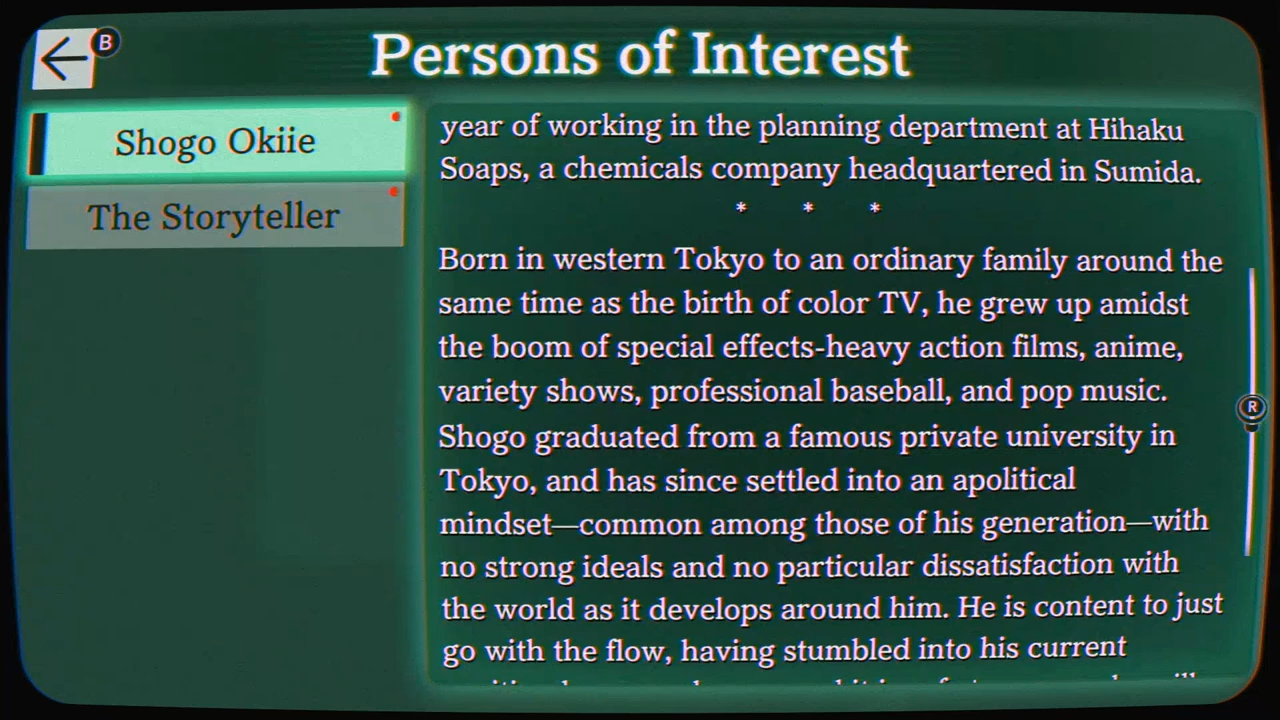 B
Persons of Interest
Shogo Okiie
The Storyteller
year of working in the planning department at Hihaku
Soaps, a chemicals company headquartered in Sumida.
* * *
Born in western Tokyo to an ordinary family around the
same time as the birth of color TV, he grew up amidst
the boom of special effects-heavy action films, anime,
variety shows, professional baseball, and pop music.
Shogo graduated from a famous private university in
Tokyo, and has since settled into an apolitical
mindset—common among those of his generation—with
no strong ideals and no particular dissatisfaction with
the world as it develops around him. He is content to just
go with the flow, having stumbled into his current
R